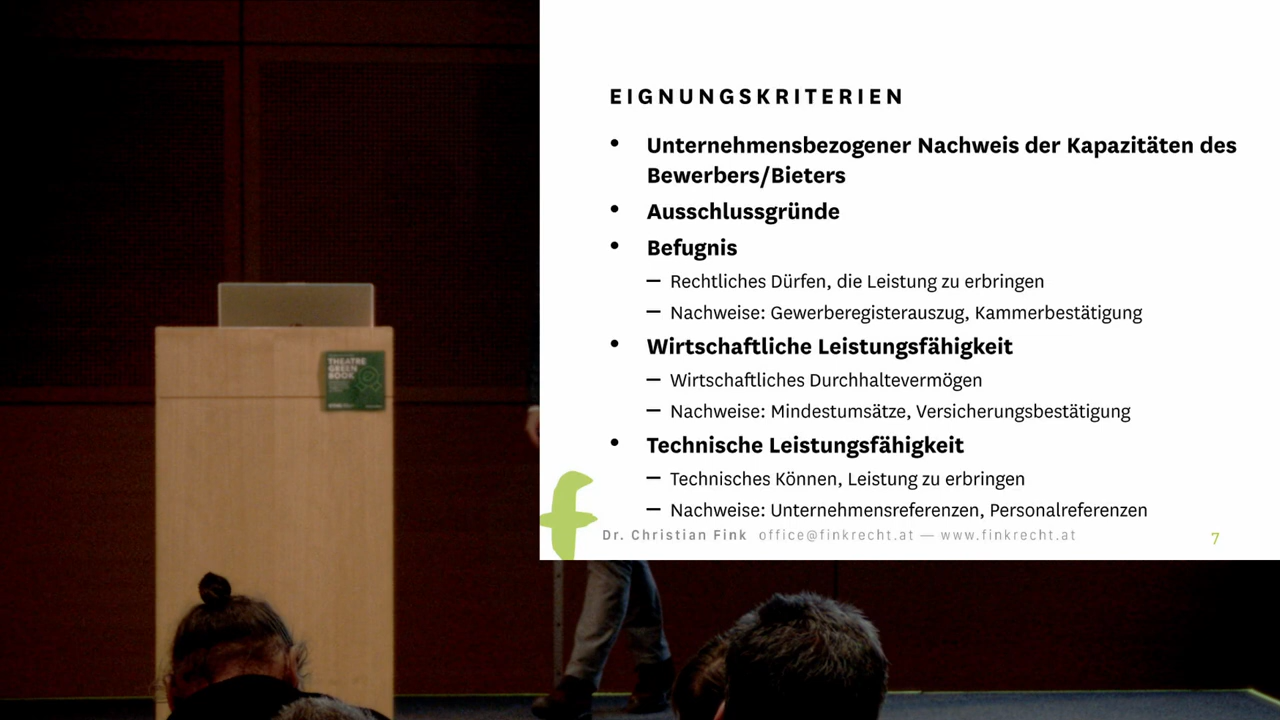 EIGNUNGSKRITERIEN
• Unternehmensbezogener Nachweis der Kapazitäten des
Bewerbers/Bieters
• Ausschlussgründe
• Befugnis
— Rechtliches Dürfen, die Leistung zu erbringen
— Nachweise: Gewerberegisterauszug, Kammerbestätigung
• Wirtschaftliche Leistungsfähigkeit
— Wirtschaftliches Durchhaltevermögen
— Nachweise: Mindestumsätze, Versicherungsbestätigung
• Technische Leistungsfähigkeit
— Technisches Können, Leistung zu erbringen
— Nachweise: Unternehmensreferenzen, Personalreferenzen
Dr. Christian Fink office@finkrecht.at — www.finkrecht.at
7
THEATRE
GREEN
BOOK